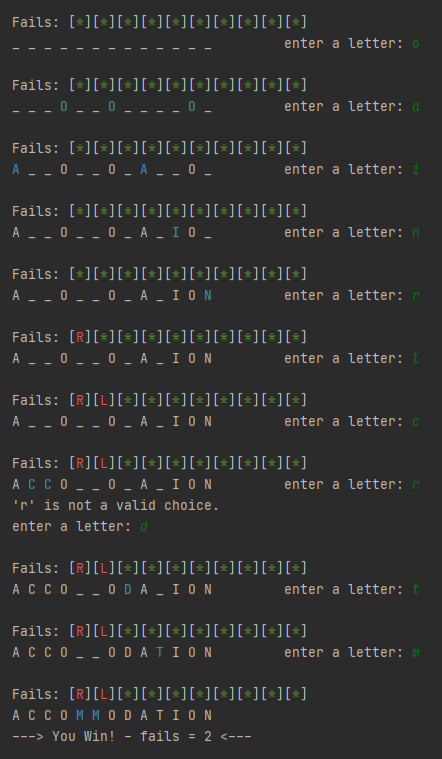 Fails: [*][*][*][*][*][*][*][*][*][*]
_ _ _ _ _ _ _ _ _ _ _ _ _         enter a letter: o
Fails: [*][*][*][*][*][*][*][*][*][*]
_ _ _ O _ _ O _ _ _ _ O _         enter a letter: a
Fails: [*][*][*][*][*][*][*][*][*][*]
A _ _ O _ _ O _ A _ _ O _         enter a letter: i
Fails: [*][*][*][*][*][*][*][*][*][*]
A _ _ O _ _ O _ A _ I O _         enter a letter: n
Fails: [*][*][*][*][*][*][*][*][*][*]
A _ _ O _ _ O _ A _ I O N         enter a letter: r
Fails: [R][*][*][*][*][*][*][*][*][*]
A _ _ O _ _ O _ A _ I O N         enter a letter: l
Fails: [R][L][*][*][*][*][*][*][*][*]
A _ _ O _ _ O _ A _ I O N         enter a letter: c
Fails: [R][L][*][*][*][*][*][*][*][*]
A C C O _ _ O _ A _ I O N         enter a letter: r
'r' is not a valid choice.
enter a letter: d
Fails: [R][L][*][*][*][*][*][*][*][*]
A C C O _ _ O D A _ I O N         enter a letter: t
Fails: [R][L][*][*][*][*][*][*][*][*]
A C C O _ _ O D A T I O N         enter a letter: m
Fails: [R][L][*][*][*][*][*][*][*][*]
A C C O M M O D A T I O N
---> You Win! - fails = 2 <---